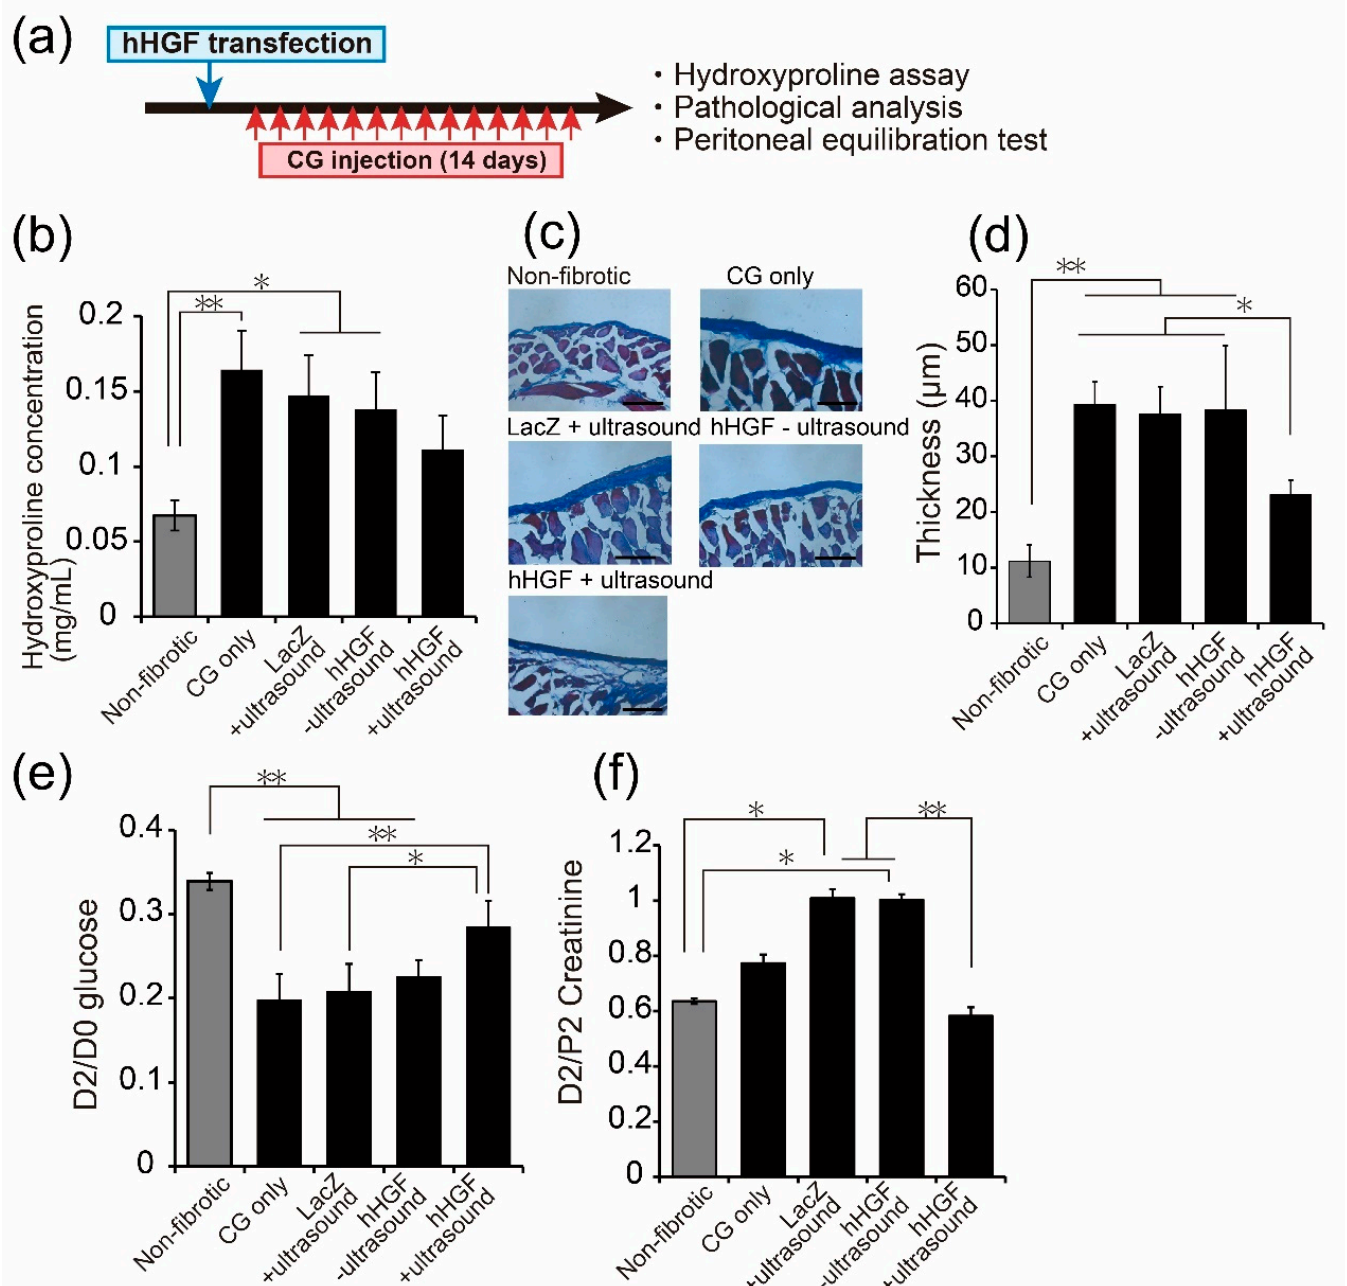 (a)
hHGF transfection
CG injection (14 days)
・Hydroxyproline assay
・Pathological analysis
・Peritoneal equilibration test
(b)
Hydroxyproline concentration
(mg/mL)
0.2
0.15
0.1
0.05
0
*
**
Non-fibrotic
CG only
LacZ
+ultrasound
hHGF
-ultrasound
hHGF
+ultrasound
(c)
Non-fibrotic
CG only
LacZ + ultrasound
hHGF - ultrasound
hHGF + ultrasound
(d)
Thickness (µm)
60
50
40
30
20
10
0
**
*
Non-fibrotic
CG only
LacZ
+ultrasound
hHGF
-ultrasound
hHGF
+ultrasound
(e)
D2/D0 glucose
0.4
0.3
0.2
0.1
0
**
**
*
Non-fibrotic
CG only
LacZ
+ultrasound
hHGF
-ultrasound
hHGF
+ultrasound
(f)
D2/P2 Creatinine
1.2
1
0.8
0.6
0.4
0.2
0
*
**
*
Non-fibrotic
CG only
LacZ
+ultrasound
hHGF
-ultrasound
hHGF
+ultrasound